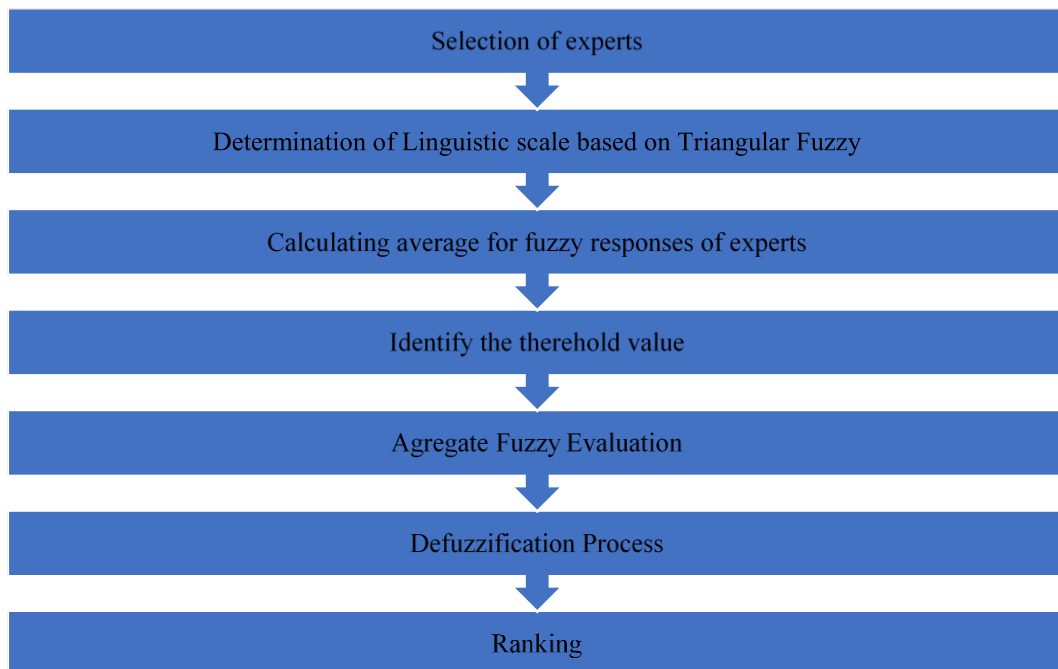 Selection of experts
Determination of Linguistic scale based on Triangular Fuzzy
Calculating average for fuzzy responses of experts
Identify the therehold value
Agregate Fuzzy Evaluation
Defuzzification Process
Ranking